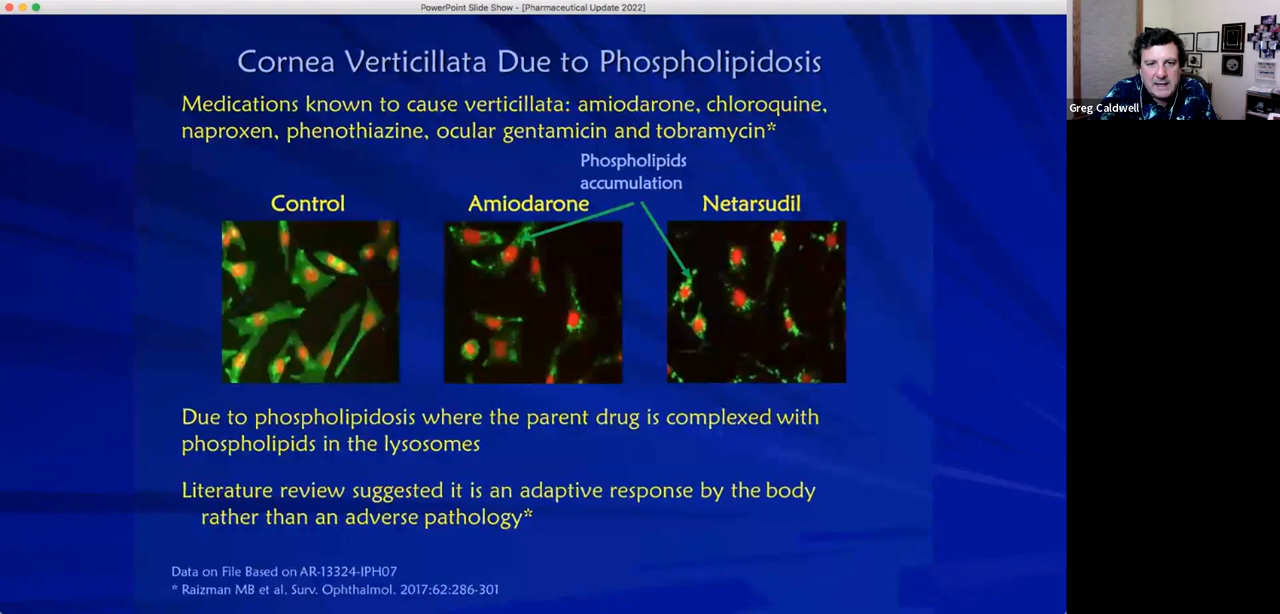 PowerPoint Slide Show - [Pharmaceutical Update 2022]
Cornea Verticillata Due to Phospholipidosis
Medications known to cause verticillata: amiodarone, chloroquine,
naproxen, phenothiazine, ocular gentamicin and tobramycin*
Phospholipids
accumulation
Control
Amiodarone
Netarsudil
Due to phospholipidosis where the parent drug is complexed with
phospholipids in the lysosomes
Literature review suggested it is an adaptive response by the body
rather than an adverse pathology*
Data on File Based on AR-13324-IPH07
* Raizman MB et al. Surv. Ophthalmol. 2017;62:286-301
Greg Caldwell